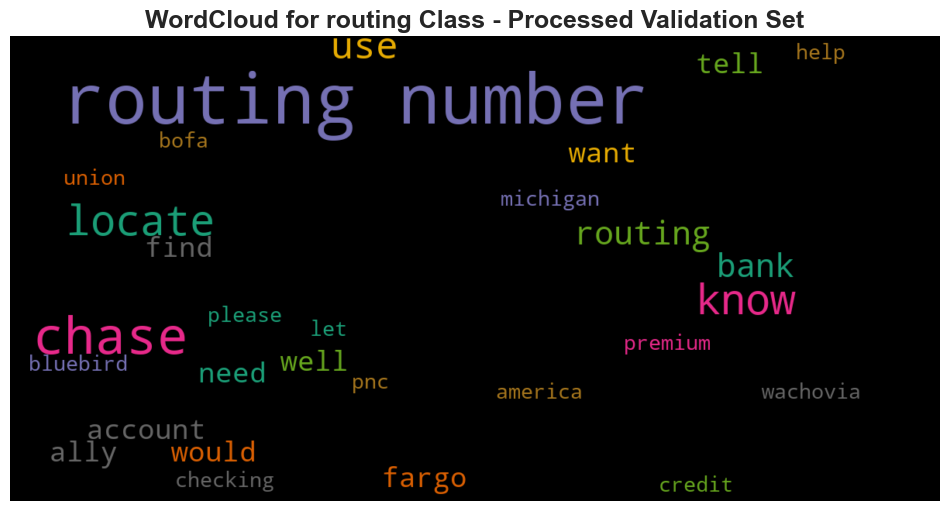 WordCloud for routing Class - Processed Validation Set
use
help
tell
routing number
bofa
want
union
michigan
locate
routing
find
bank
know
please
let
chase
premium
bluebird
well
need
pnc
america
wachovia
account
ally
would
checking
fargo
credit